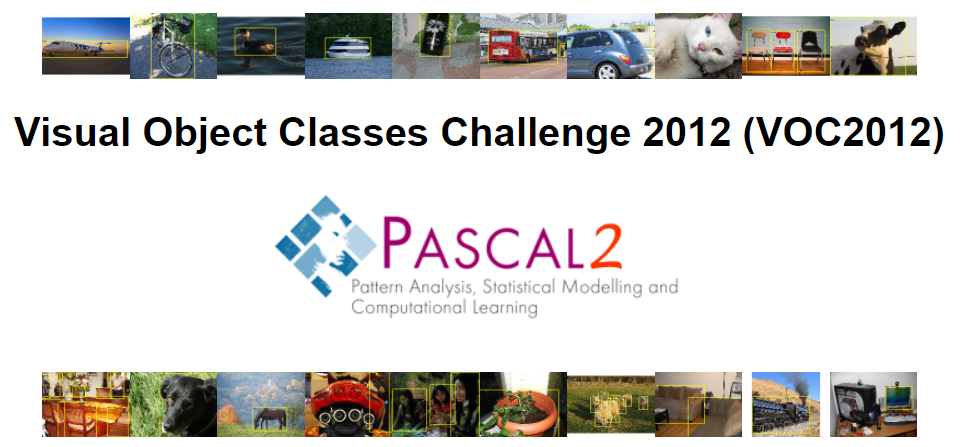 Visual Object Classes Challenge 2012 (VOC2012)
PASCAL2
Pattern Analysis, Statistical Modelling and
Computational Learning